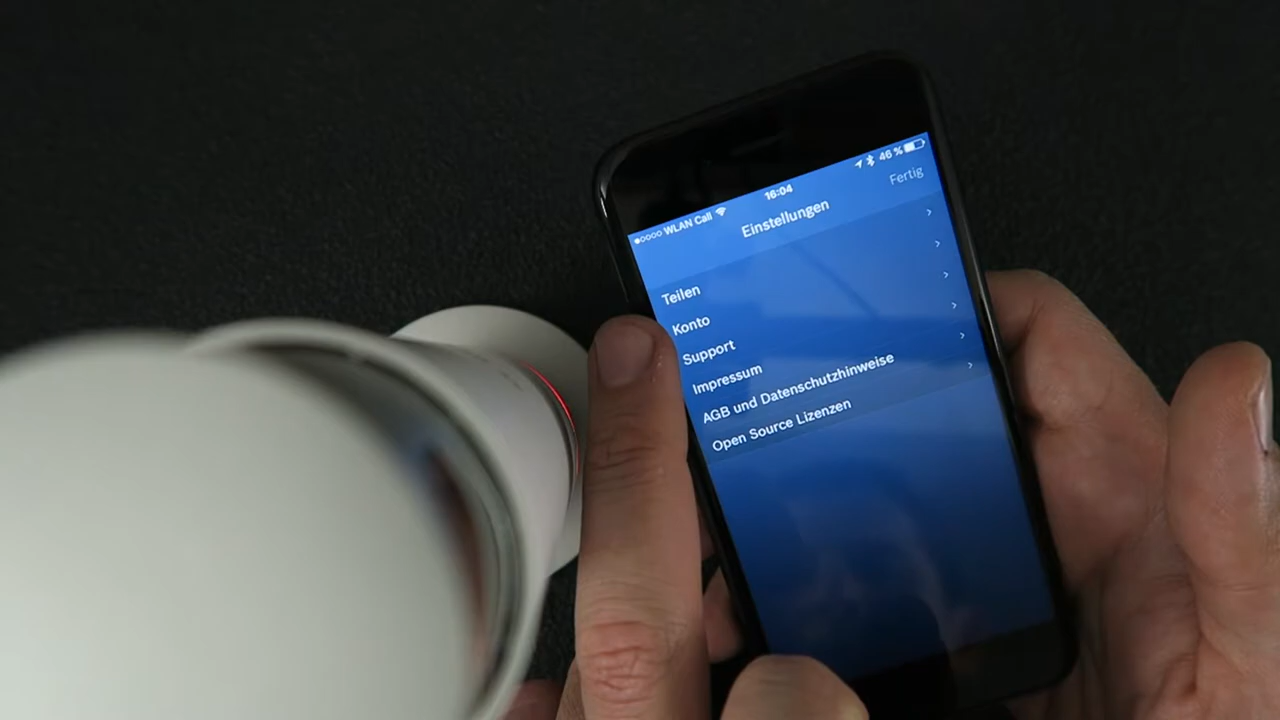 WLAN Call 16:04 46 %
Einstellungen Fertig
Teilen
Konto
Support
Impressum
AGB und Datenschutzhinweise
Open Source Lizenzen